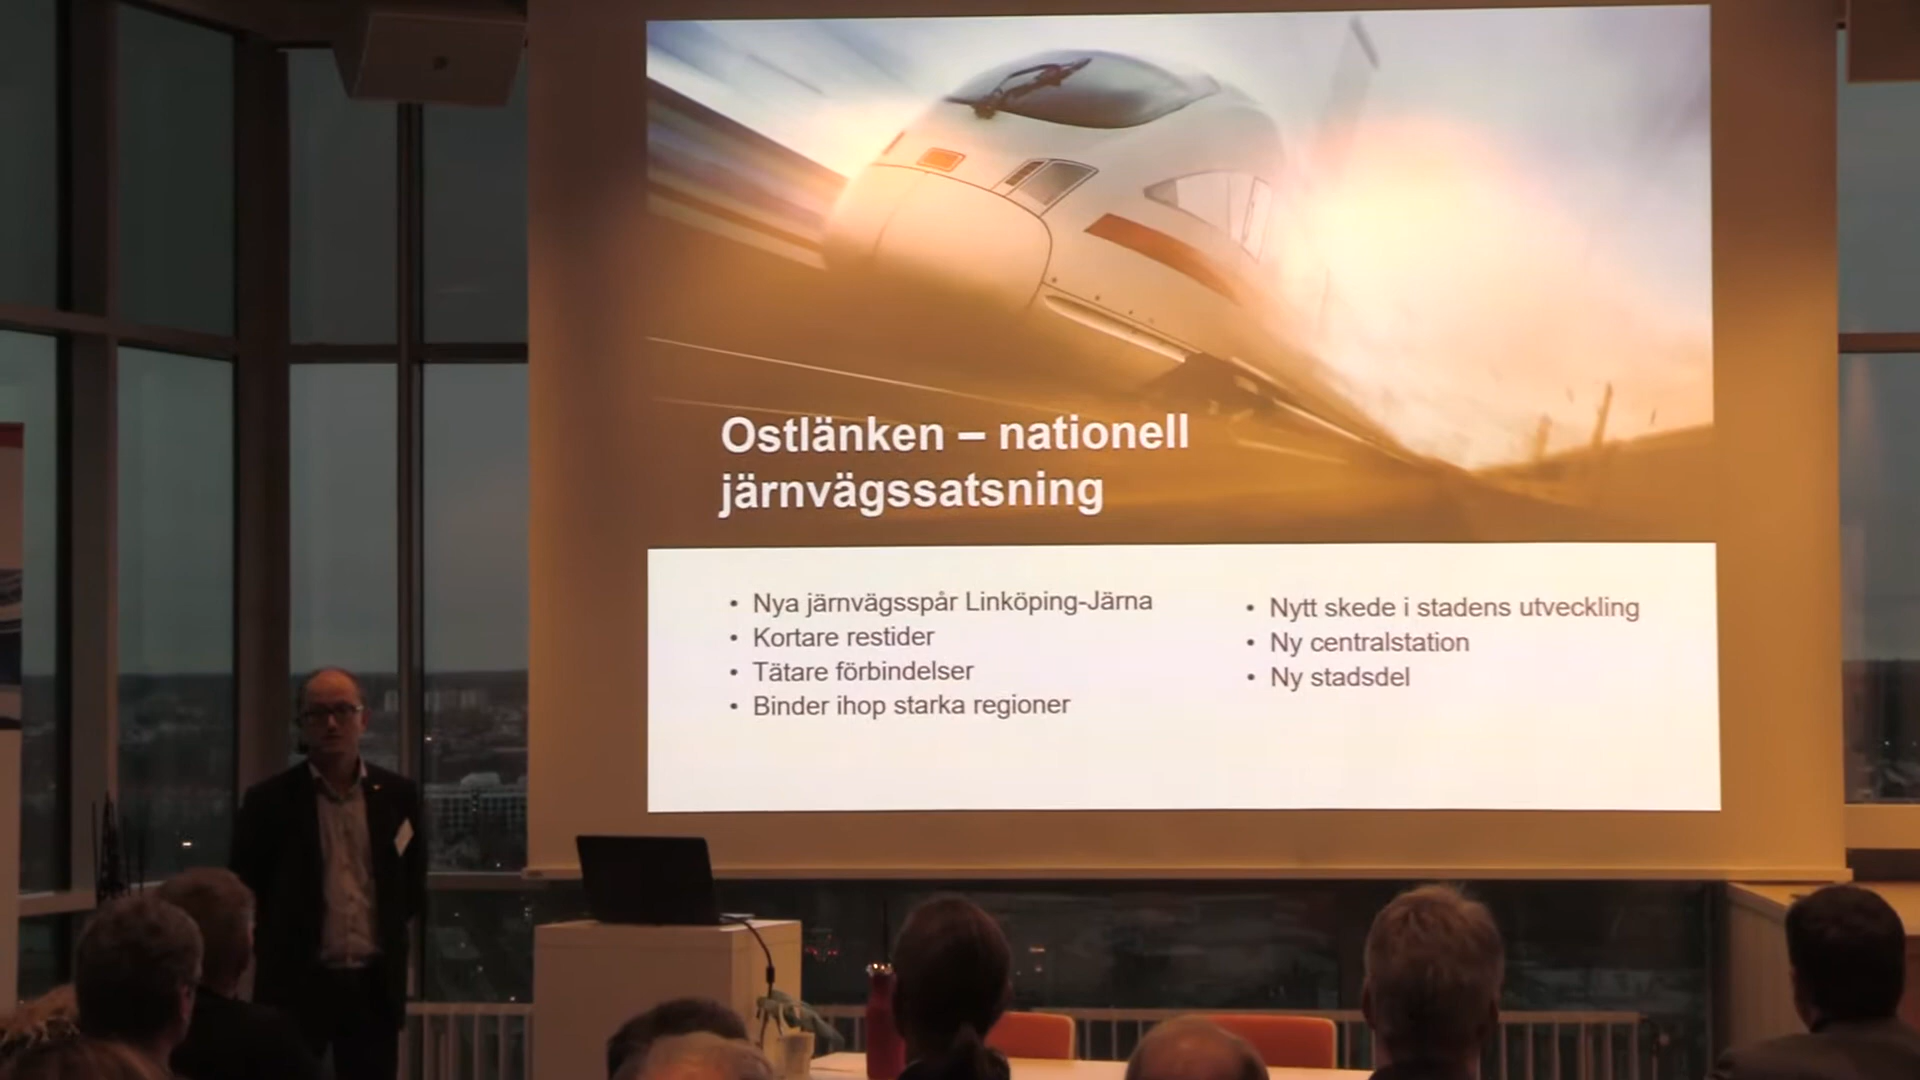 Ostlänken – nationell
järnvägssatsning
• Nya järnvägsspår Linköping-Järna
• Kortare restider
• Tätare förbindelser
• Binder ihop starka regioner
• Nytt skede i stadens utveckling
• Ny centralstation
• Ny stadsdel